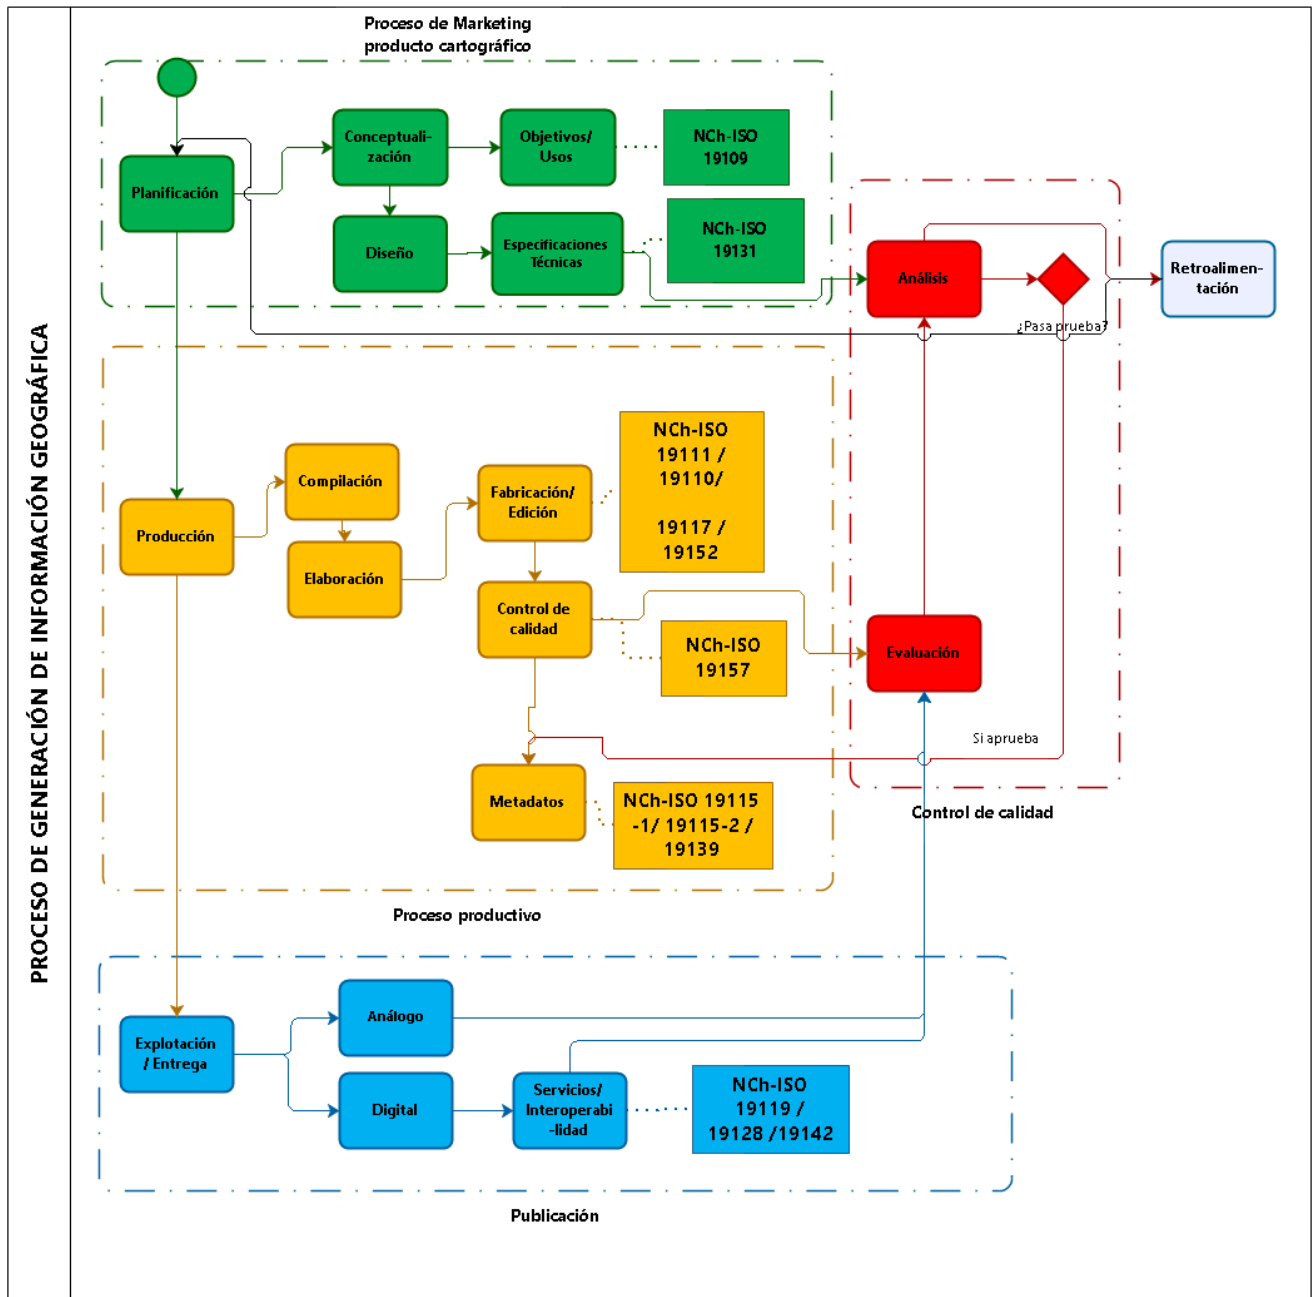 PROCESO DE GENERACIÓN DE INFORMACIÓN GEOGRÁFICA
Proceso de Marketing
producto cartográfico
Planificación
Conceptuali-
zación
Objetivos/
Usos
NCh-ISO
19109
Diseño
Especificaciones
Técnicas
NCh-ISO
19131
Análisis
¿Pasa prueba?
Retroalimen-
tación
Producción
Compilación
Elaboración
Fabricación/
Edición
NCh-ISO
19111 /
19110/
19117 /
19152
Control de
calidad
NCh-ISO
19157
Evaluación
Si aprueba
Metadatos
NCh-ISO 19115
-1/ 19115-2 /
19139
Control de calidad
Proceso productivo
Explotación
/ Entrega
Análogo
Digital
Servicios/
Interoperabi
-lidad
NCh-ISO
19119 /
19128 /19142
Publicación